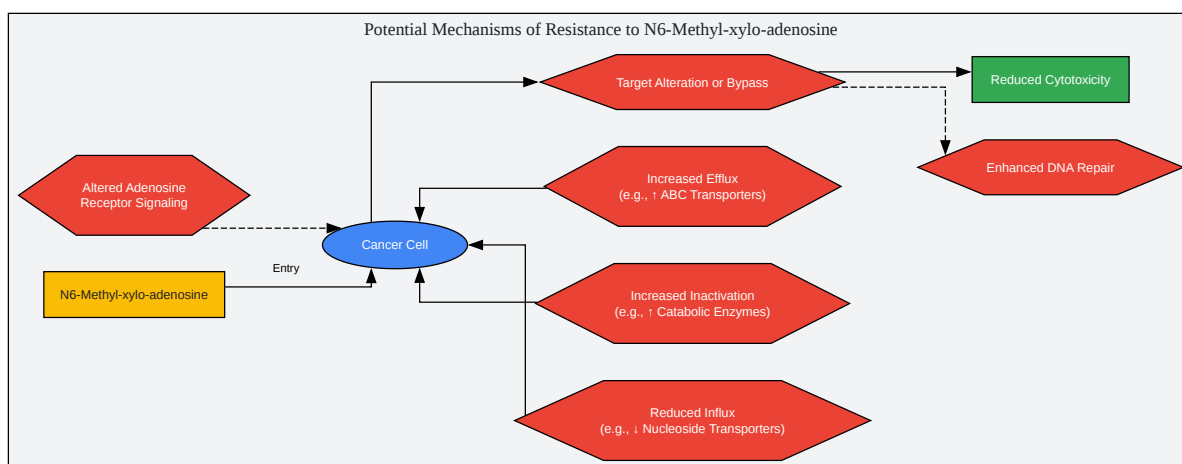 Potential Mechanisms of Resistance to N6-Methyl-xylo-adenosine
Target Alteration or Bypass
Reduced Cytotoxicity
Enhanced DNA Repair
Altered Adenosine
Receptor Signaling
Increased Efflux
(e.g., ↑ ABC Transporters)
Cancer Cell
Entry
N6-Methyl-xylo-adenosine
Increased Inactivation
(e.g., ↑ Catabolic Enzymes)
Reduced Influx
(e.g., ↓ Nucleoside Transporters)